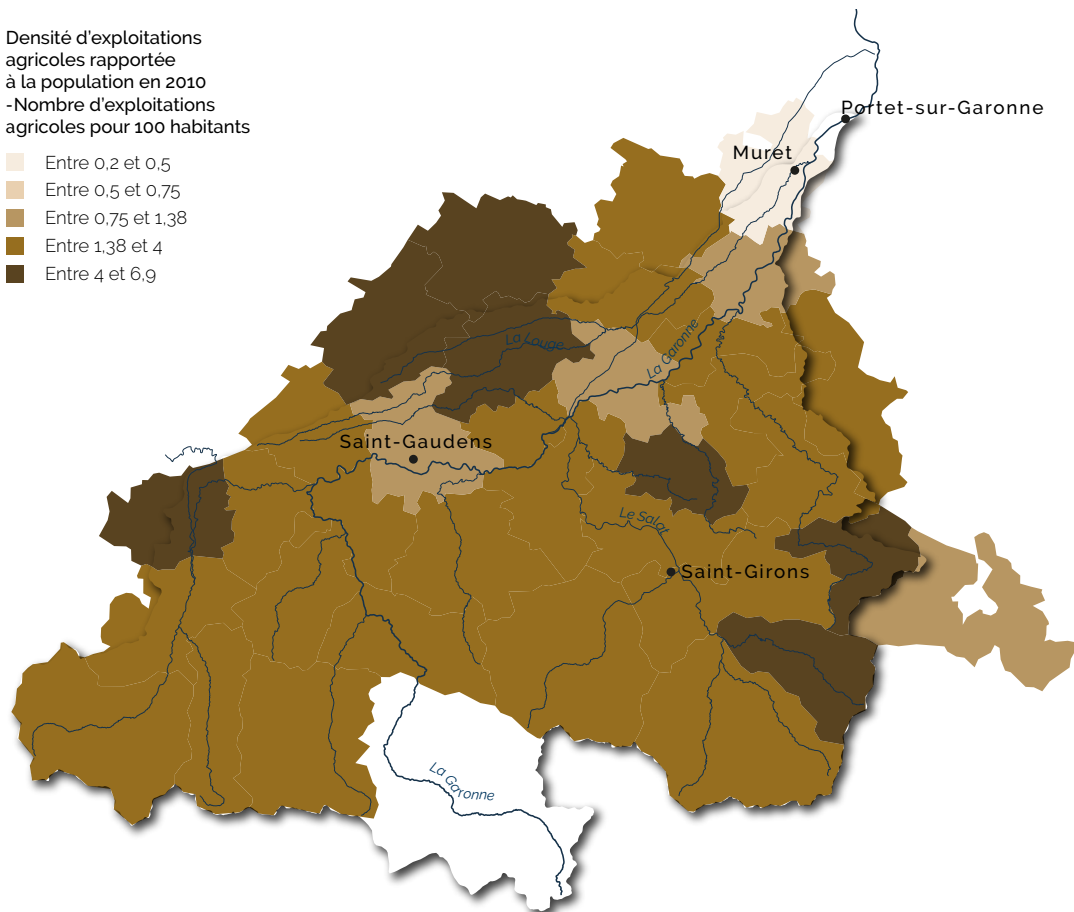 Densité d'exploitations
agricoles rapportée
à la population en 2010
-Nombre d'exploitations
agricoles pour 100 habitants
Entre 0,2 et 0,5
Entre 0,5 et 0,75
Entre 0,75 et 1,38
Entre 1,38 et 4
Entre 4 et 6,9
Portet-sur-Garonne
Muret
La Louge
La Garonne
Saint-Gaudens
Le Salat
Saint-Girons
La Garonne